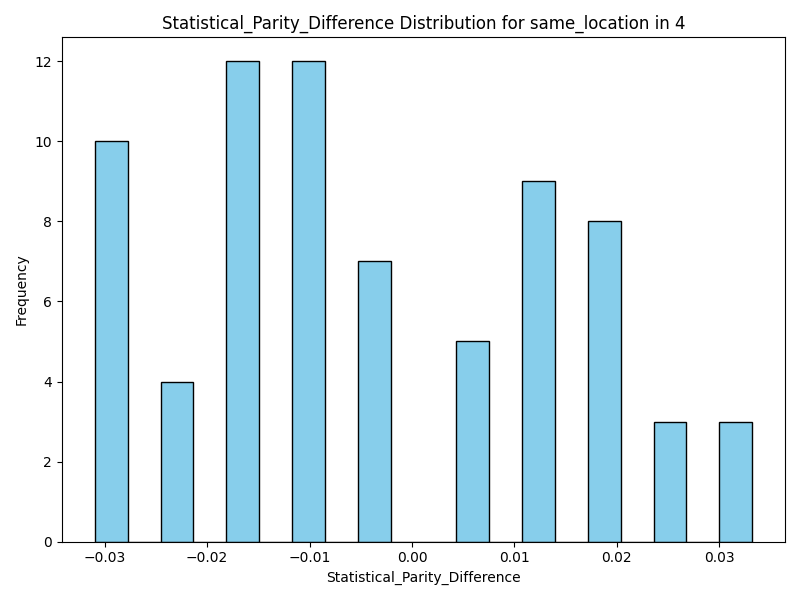 Statistical_Parity_Difference Distribution for same_location in 4
12
10
8
6
4
2
0
Frequency
−0.03 −0.02 −0.01 0.00 0.01 0.02 0.03
Statistical_Parity_Difference